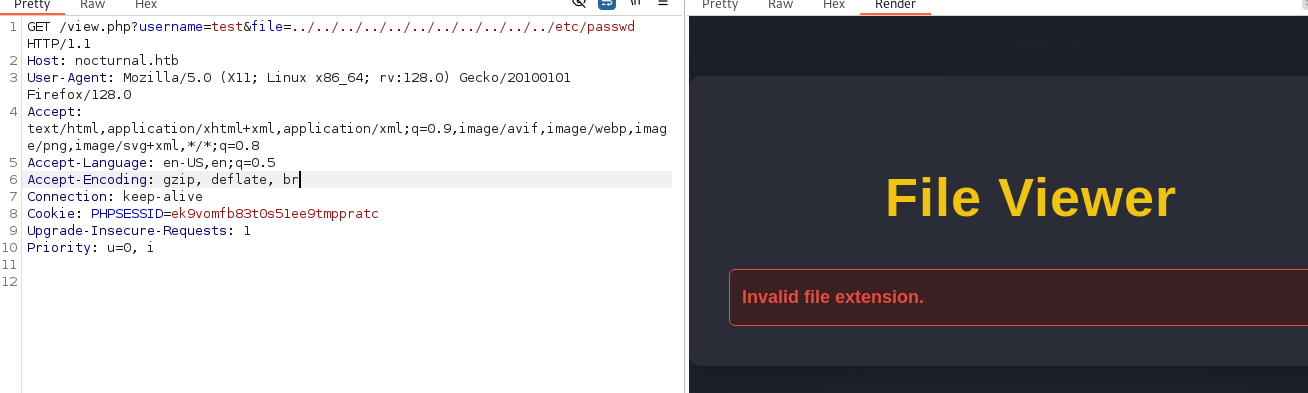 Pretty Raw Hex
Pretty Raw Hex Render
1 GET /view.php?username=test&file=../../../../../../../../../../../etc/passwd
HTTP/1.1
2 Host: nocturnal.htb
3 User-Agent: Mozilla/5.0 (X11; Linux x86_64; rv:128.0) Gecko/20100101
Firefox/128.0
4 Accept:
text/html,application/xhtml+xml,application/xml;q=0.9,image/avif,image/webp,imag
e/png,image/svg+xml,*/*;q=0.8
5 Accept-Language: en-US,en;q=0.5
6 Accept-Encoding: gzip, deflate, br
7 Connection: keep-alive
8 Cookie: PHPSESSID=ek9vomfb83t0s51ee9tmppratc
9 Upgrade-Insecure-Requests: 1
10 Priority: u=0, i
11
12
File Viewer
Invalid file extension.